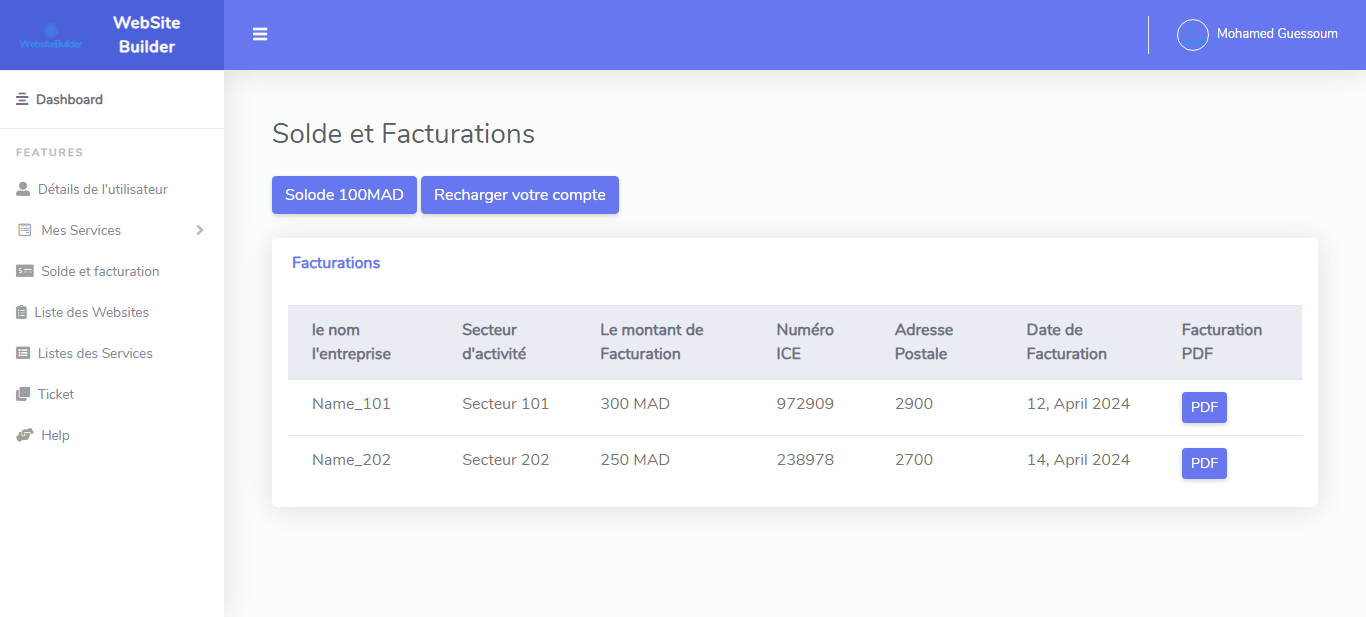 WebsiteBuilder
WebSite
Builder
Mohamed Guessoum
Dashboard
FEATURES
Détails de l'utilisateur
Mes Services
Solde et facturation
Liste des Websites
Listes des Services
Ticket
Help
Solde et Facturations
Solode 100MAD
Recharger votre compte
Facturations
le nom
l'entreprise
Secteur
d'activité
Le montant de
Facturation
Numéro
ICE
Adresse
Postale
Date de
Facturation
Facturation
PDF
Name_101 Secteur 101 300 MAD 972909 2900 12, April 2024 PDF
Name_202 Secteur 202 250 MAD 238978 2700 14, April 2024 PDF